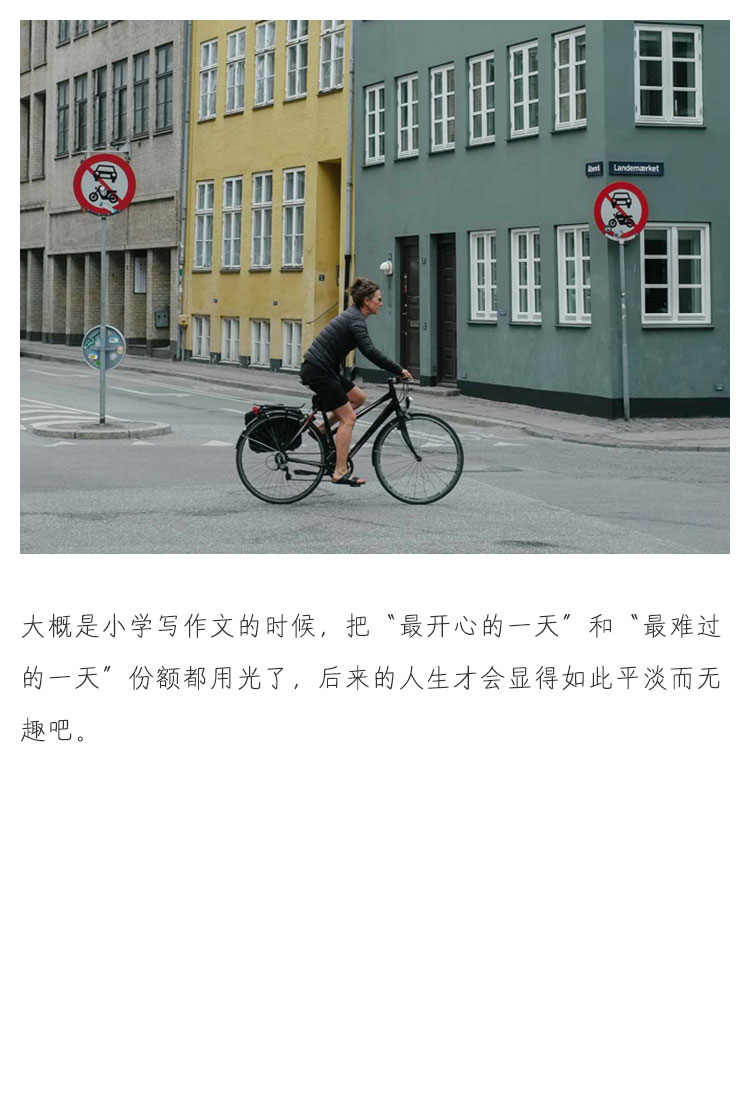 Landemærket
大概是小学写作文的时候，把〝最开心的一天〞和〝最难过
的一天〞份额都用光了，后来的人生才会显得如此平淡而无
趣吧。